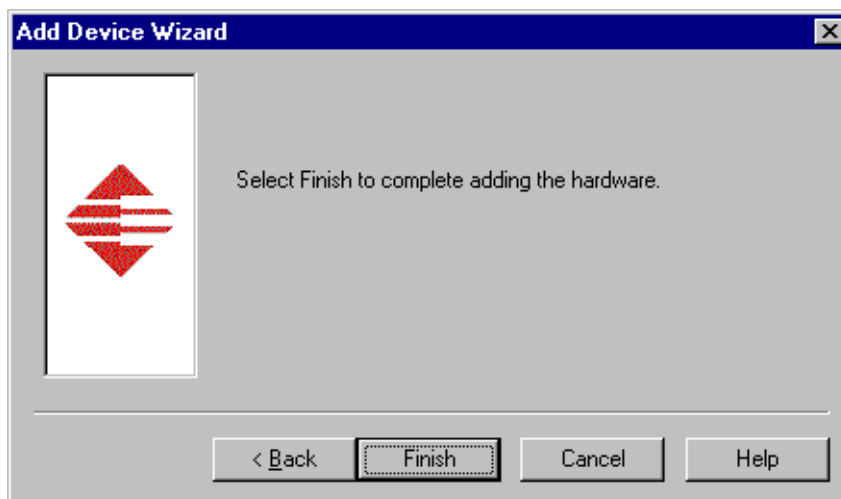 Add Device Wizard
Select Finish to complete adding the hardware.
< Back Finish Cancel Help